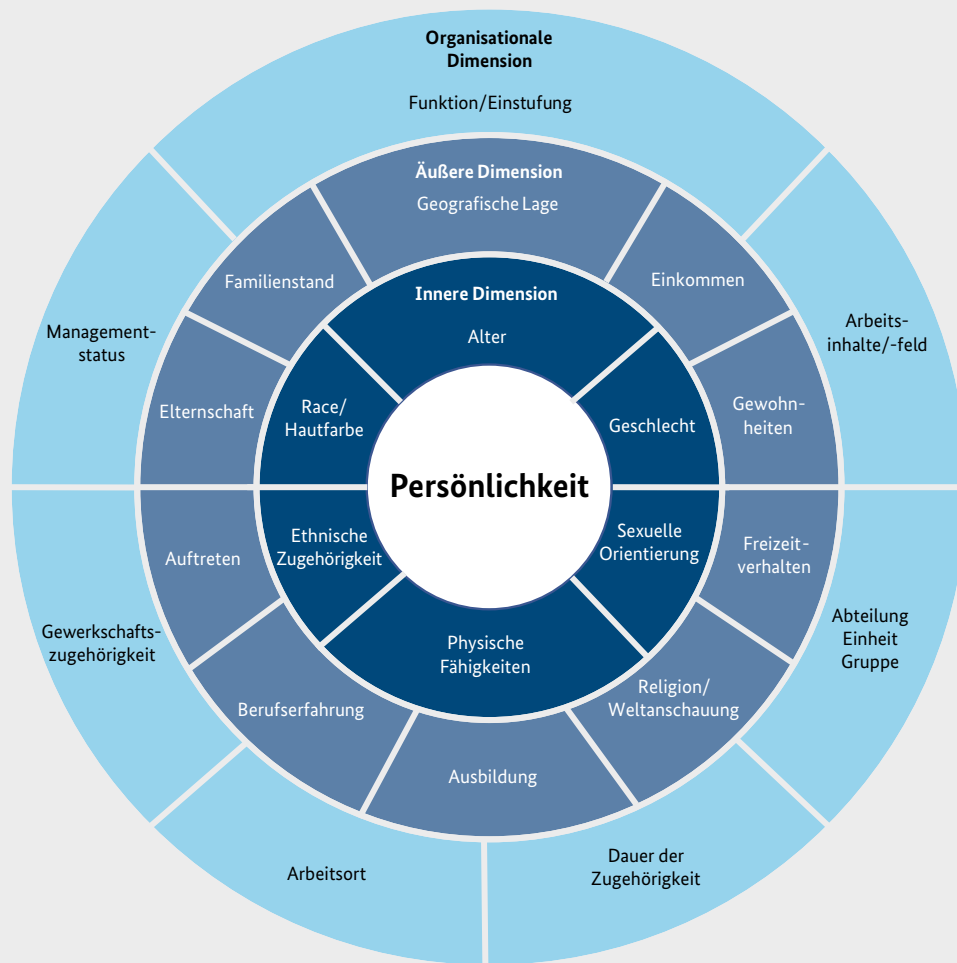 Organisationale
Dimension
Funktion/Einstufung
Äußere Dimension
Geografische Lage
Familienstand
Einkommen
Innere Dimension
Alter
Management-
status
Arbeits-
inhalte/-feld
Elternschaft
Race/
Hautfarbe
Geschlecht
Gewohn-
heiten
Persönlichkeit
Auftreten
Ethnische
Zugehörigkeit
Sexuelle
Orientierung
Freizeit-
verhalten
Gewerkschafts-
zugehörigkeit
Physische
Fähigkeiten
Abteilung
Einheit
Gruppe
Berufserfahrung
Religion/
Weltanschauung
Ausbildung
Arbeitsort
Dauer der
Zugehörigkeit